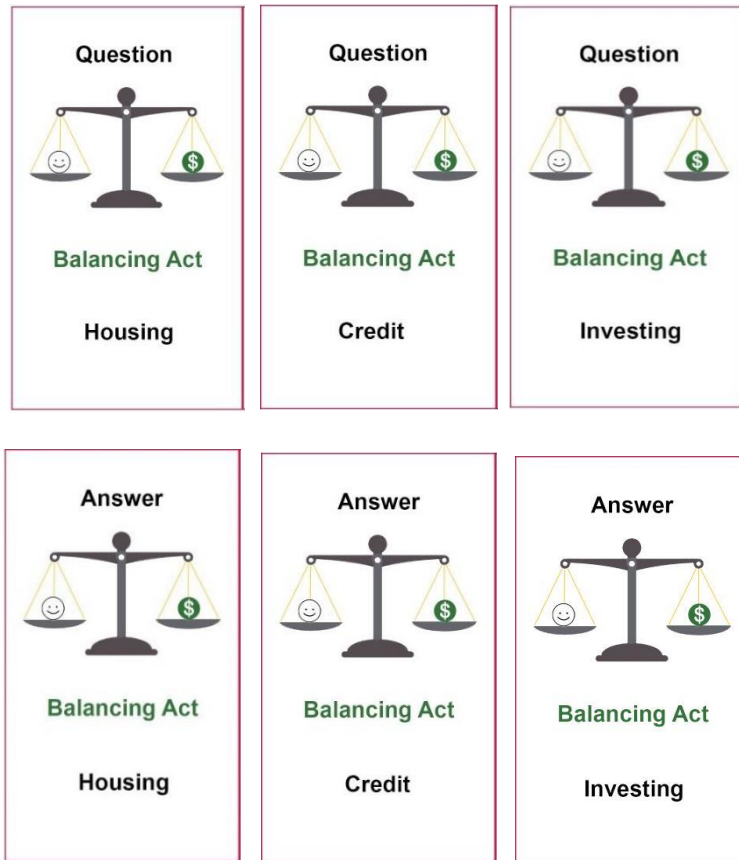 Question
$
Balancing Act
Housing
Question
$
Balancing Act
Credit
Question
$
Balancing Act
Investing
Answer
$
Balancing Act
Housing
Answer
$
Balancing Act
Credit
Answer
$
Balancing Act
Investing